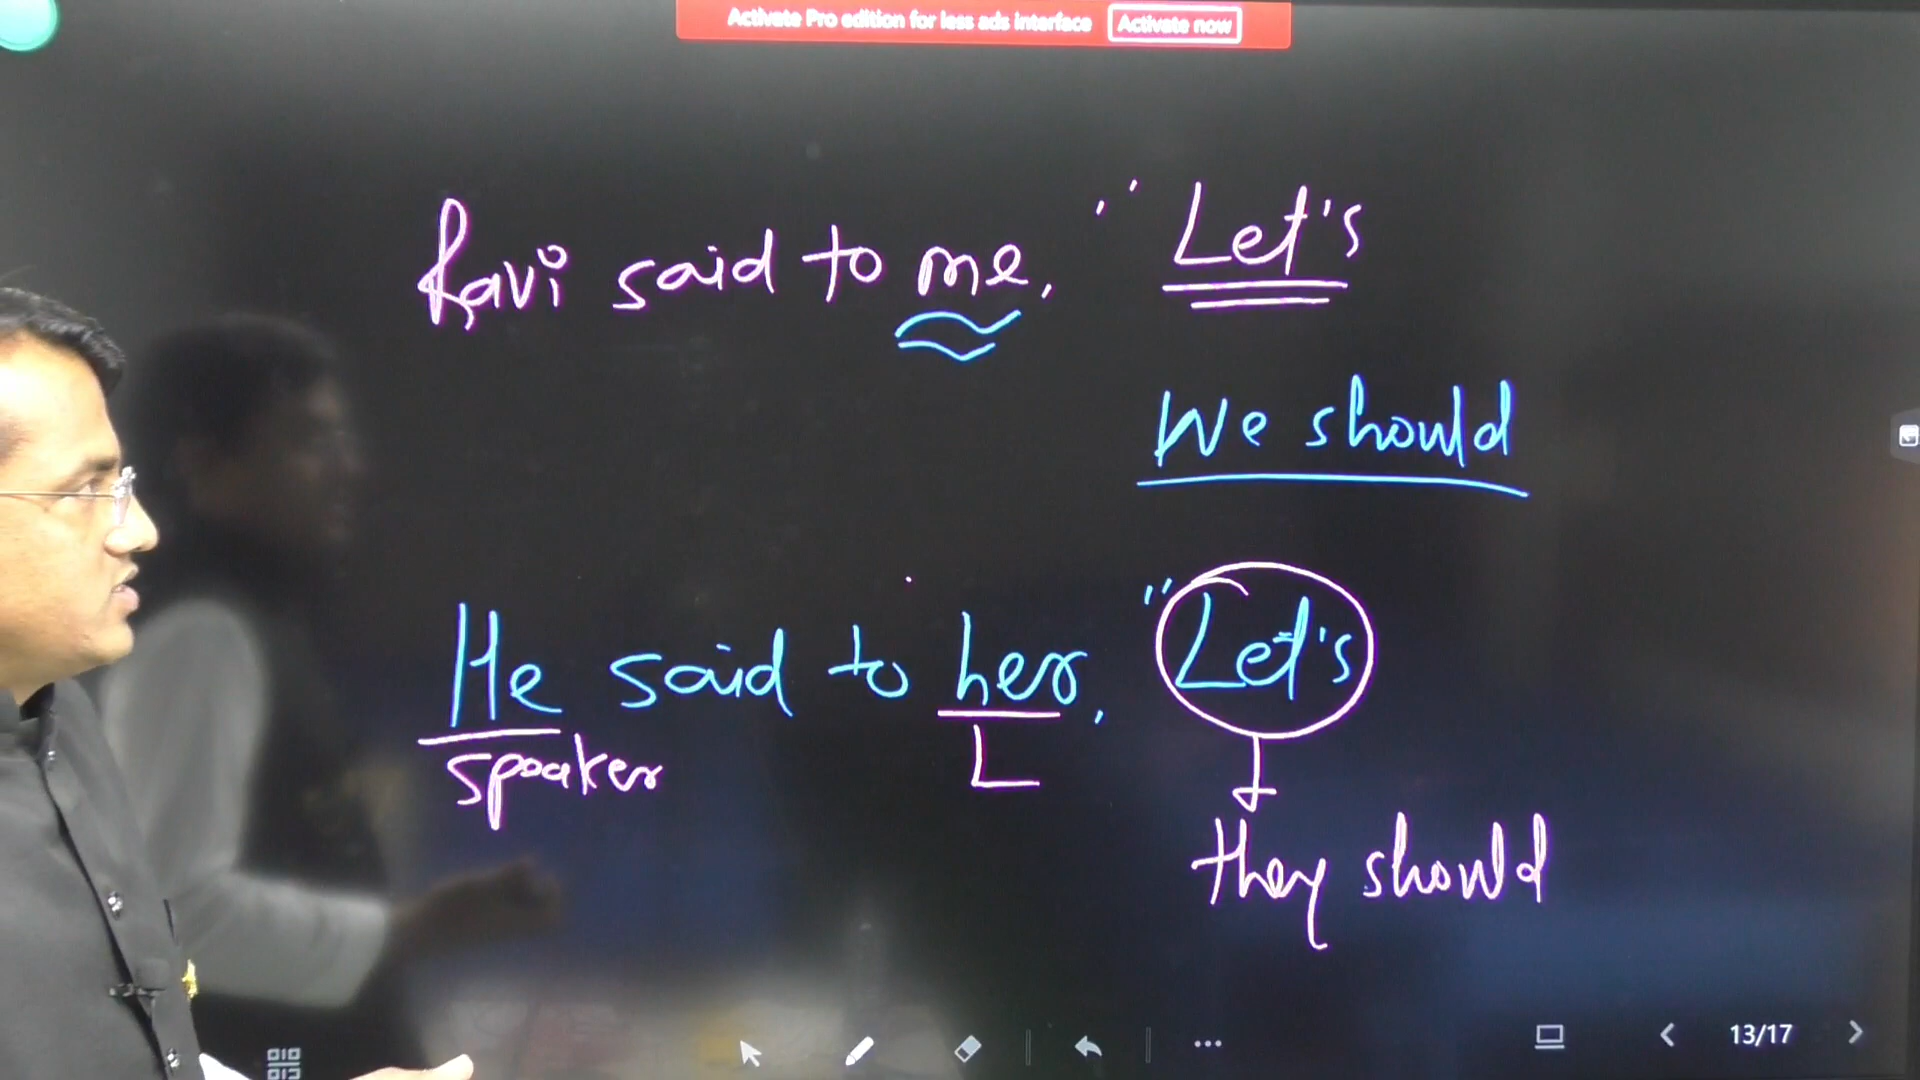 Activate Pro edition for less ads interface Activate now
Ravi said to me, "Let's
We should
He said to her, "Let's
speaker L
they should
13/17